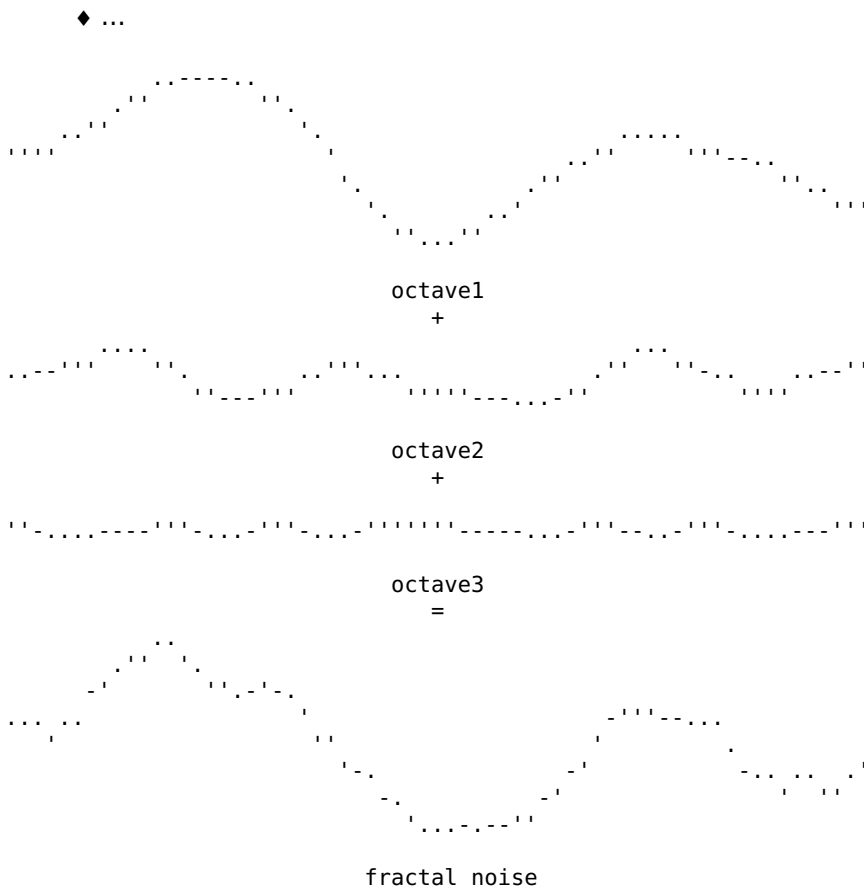 ◆ ...
octave1
+
octave2
+
octave3
=
fractal noise